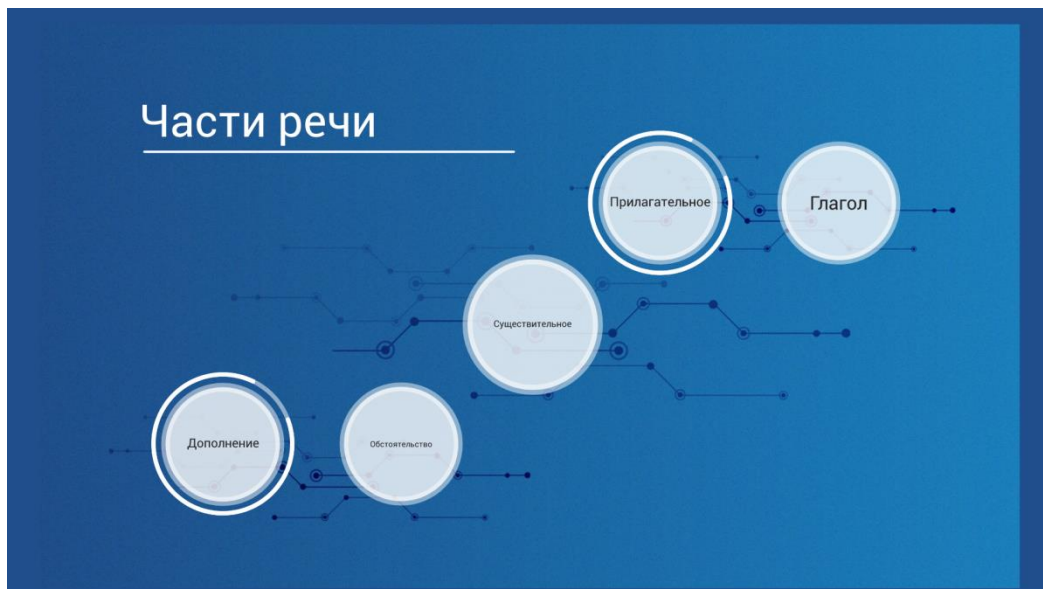 Части речи
Прилагательное
Глагол
Существительное
Дополнение
Обстоятельство